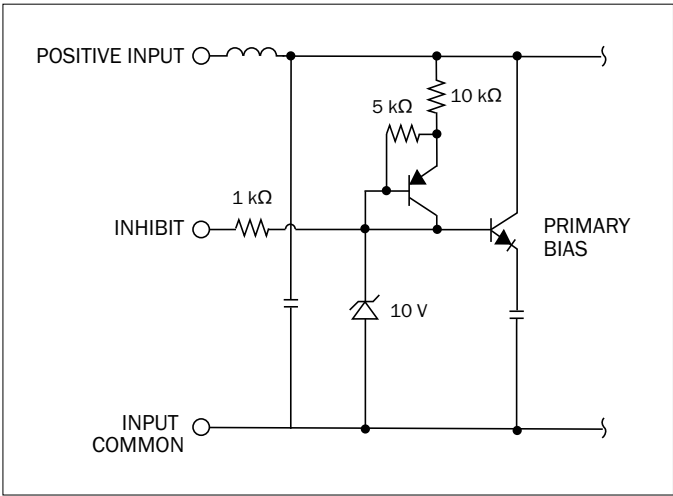 POSITIVE INPUT
10 kΩ
5 kΩ
1 kΩ
INHIBIT
PRIMARY
BIAS
10 V
INPUT
COMMON